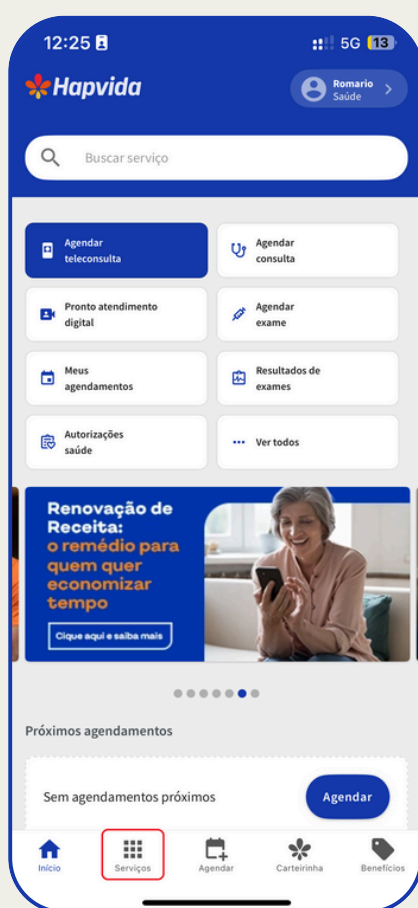 12:25
5G 13
Hapvida
Romario
Saúde
Buscar serviço
Agendar
teleconsulta
Agendar
consulta
Pronto atendimento
digital
Agendar
exame
Meus
agendamentos
Resultados de
exames
Autorizações
saúde
Ver todos
Renovação de
Receita:
o remédio para
quem quer
economizar
tempo
Clique aqui e saiba mais
Próximos agendamentos
Sem agendamentos próximos
Agendar
Início
Serviços
Agendar
Carteirinha
Benefícios